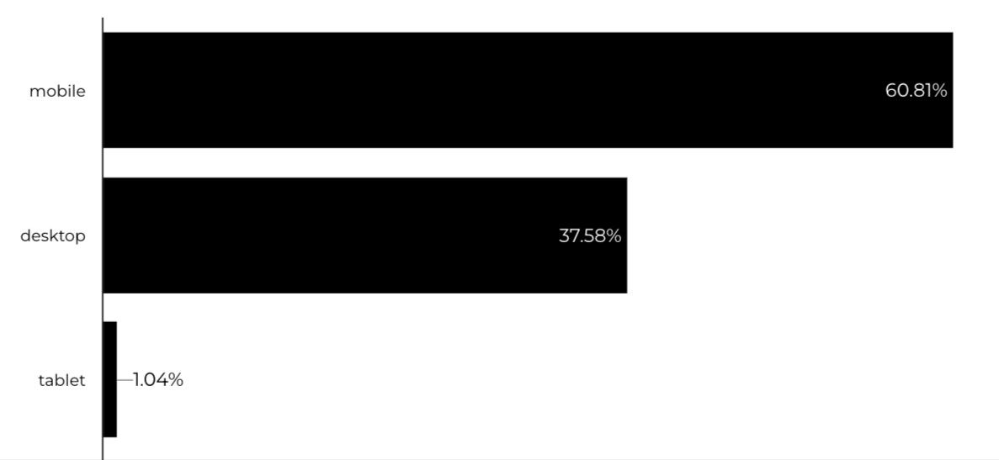 mobile
60.81%
desktop
37.58%
tablet
1.04%